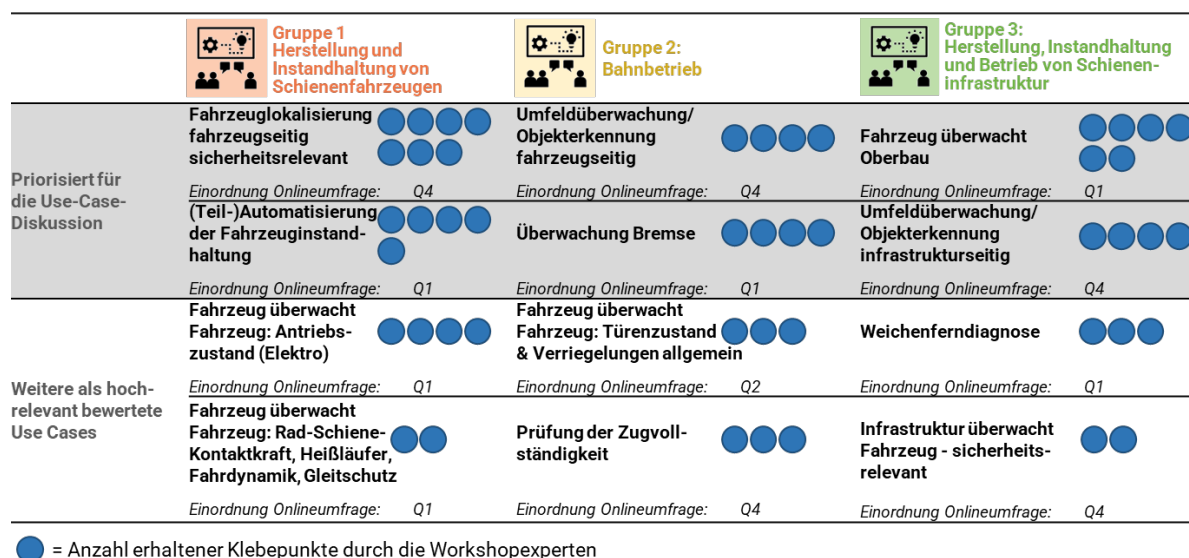 Gruppe 1
Herstellung und
Instandhaltung von
Schienenfahrzeugen
Gruppe 2:
Bahnbetrieb
Gruppe 3:
Herstellung, Instandhaltung
und Betrieb von Schienen-
infrastruktur
Priorisiert für
die Use-Case-
Diskussion
Fahrzeuglokalisierung
fahrzeugseitig
sicherheitsrelevant
Einordnung Onlineumfrage: Q4
Umfeldüberwachung/
Objekterkennung
fahrzeugseitig
Einordnung Onlineumfrage: Q4
Fahrzeug überwacht
Oberbau
Einordnung Onlineumfrage: Q1
(Teil-)Automatisierung
der Fahrzeuginstand-
haltung
Einordnung Onlineumfrage: Q1
Überwachung Bremse
Einordnung Onlineumfrage: Q1
Umfeldüberwachung/
Objekterkennung
infrastrukturseitig
Einordnung Onlineumfrage: Q4
Weitere als hoch-
relevant bewertete
Use Cases
Fahrzeug überwacht
Fahrzeug: Antriebs-
zustand (Elektro)
Einordnung Onlineumfrage: Q1
Fahrzeug überwacht
Fahrzeug: Türenzustand
& Verriegelungen allgemein
Einordnung Onlineumfrage: Q2
Weichenferndiagnose
Einordnung Onlineumfrage: Q1
Fahrzeug überwacht
Fahrzeug: Rad-Schiene-
Kontaktkraft, Heißläufer,
Fahrdynamik, Gleitschutz
Einordnung Onlineumfrage: Q1
Prüfung der Zugvoll-
ständigkeit
Einordnung Onlineumfrage: Q4
Infrastruktur überwacht
Fahrzeug - sicherheits-
relevant
Einordnung Onlineumfrage: Q4
= Anzahl erhaltener Klebepunkte durch die Workshopexperten